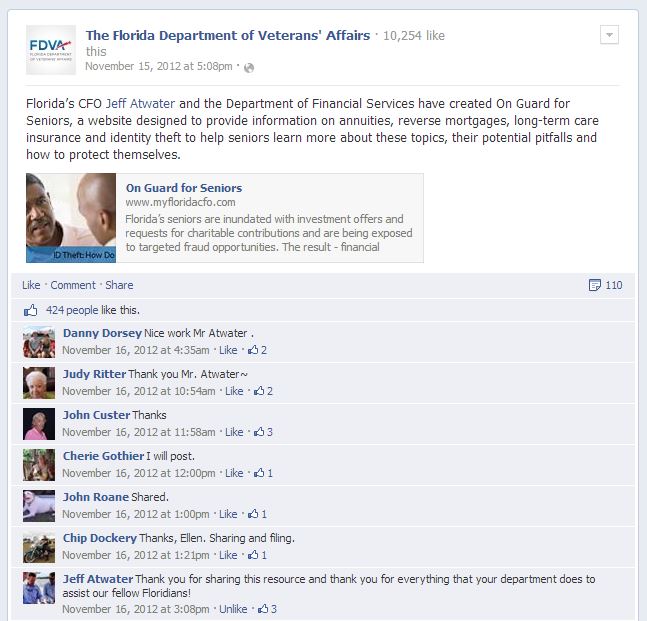 FDVA
FLORIDA DEPARTMENT
OF VETERANS' AFFAIRS
The Florida Department of Veterans' Affairs · 10,254 like
this
November 15, 2012 at 5:08pm ·
Florida's CFO Jeff Atwater and the Department of Financial Services have created On Guard for
Seniors, a website designed to provide information on annuities, reverse mortgages, long-term care
insurance and identity theft to help seniors learn more about these topics, their potential pitfalls and
how to protect themselves.
ID Theft: How Do
On Guard for Seniors
www.myfloridacfo.com
Florida's seniors are inundated with investment offers and
requests for charitable contributions and are being exposed
to targeted fraud opportunities. The result - financial
Like · Comment · Share
110
424 people like this.
Danny Dorsey Nice work Mr Atwater .
November 16, 2012 at 4:35am · Like · 2
Judy Ritter Thank you Mr. Atwater~
November 16, 2012 at 10:54am · Like · 2
John Custer Thanks
November 16, 2012 at 11:58am · Like · 3
Cherie Gothier I will post.
November 16, 2012 at 12:00pm · Like · 1
John Roane Shared.
November 16, 2012 at 1:00pm · Like · 1
Chip Dockery Thanks, Ellen. Sharing and filing.
November 16, 2012 at 1:21pm · Like · 1
Jeff Atwater Thank you for sharing this resource and thank you for everything that your department does to
assist our fellow Floridians!
November 16, 2012 at 3:08pm · Unlike · 3